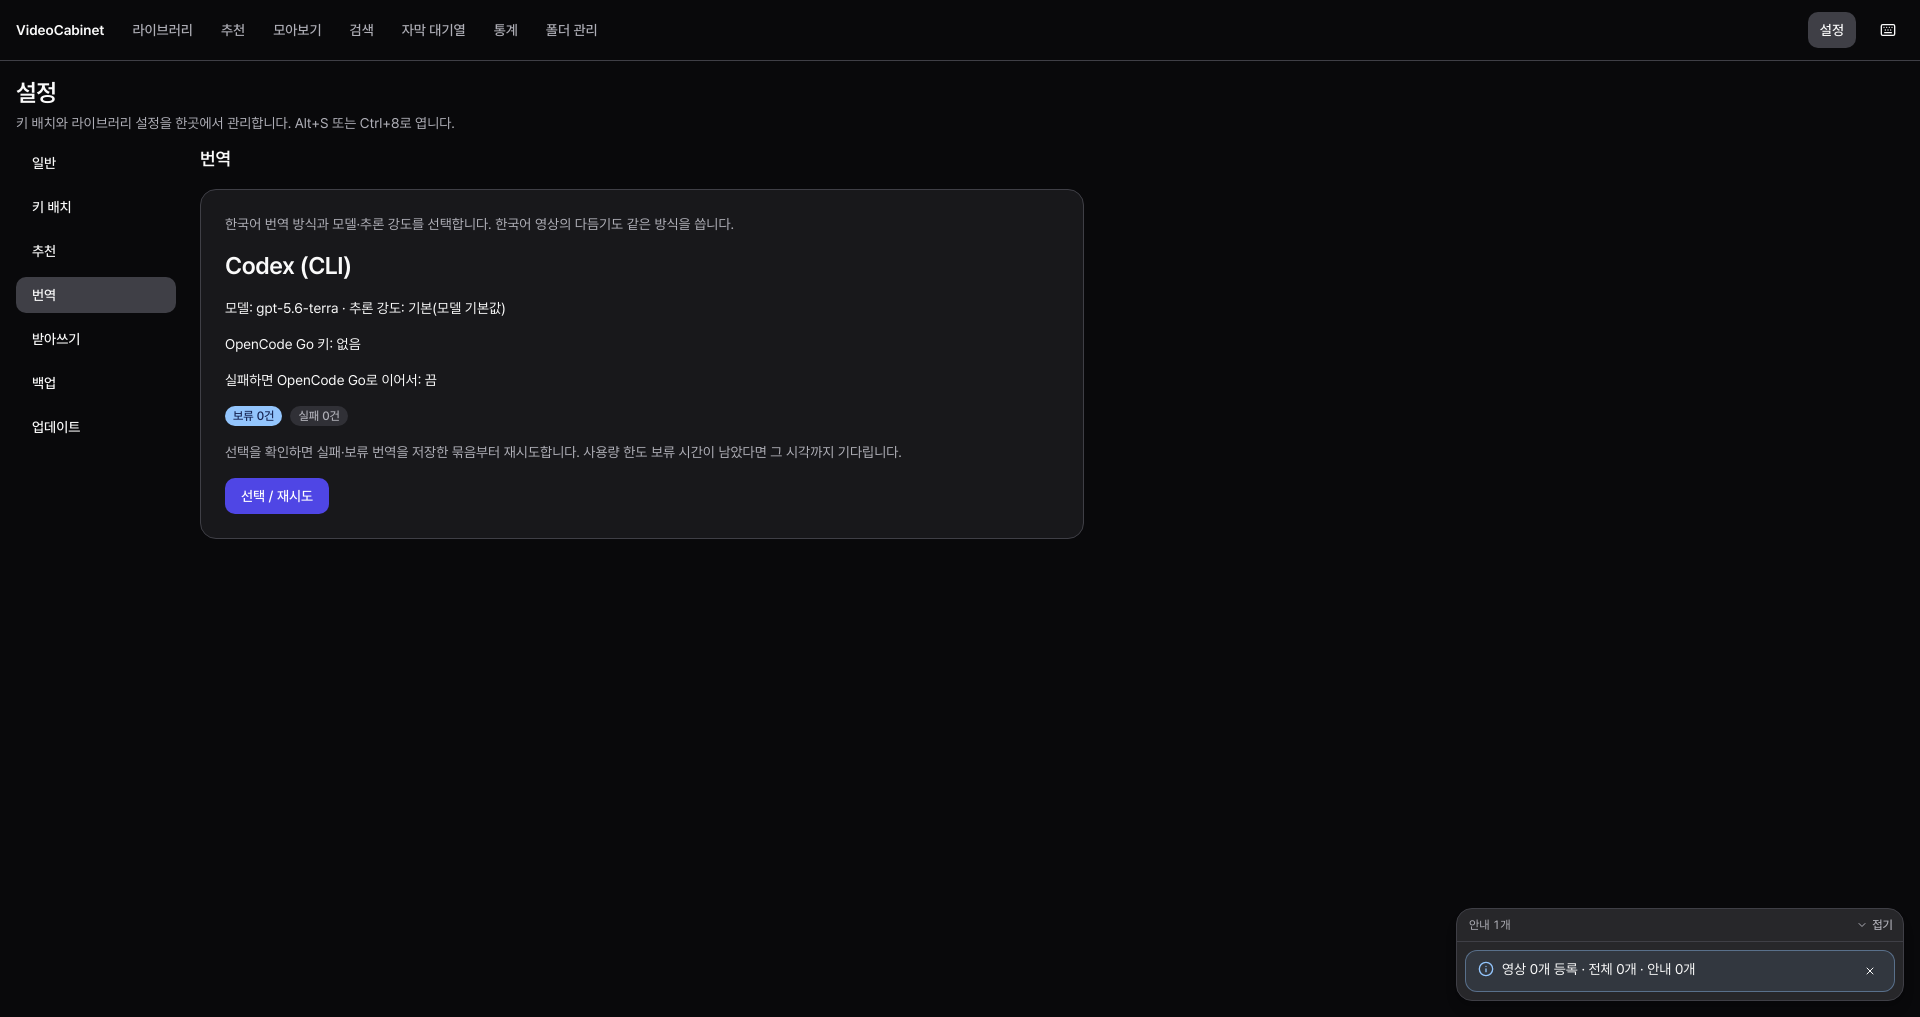 VideoCabinet 라이브러리 추천 모아보기 검색 자막 대기열 통계 폴더 관리 설정
설정
키 배치와 라이브러리 설정을 한곳에서 관리합니다. Alt+S 또는 Ctrl+8로 엽니다.
일반
키 배치
추천
번역
받아쓰기
백업
업데이트
번역
한국어 번역 방식과 모델·추론 강도를 선택합니다. 한국어 영상의 다듬기도 같은 방식을 씁니다.
Codex (CLI)
모델: gpt-5.6-terra · 추론 강도: 기본(모델 기본값)
OpenCode Go 키: 없음
실패하면 OpenCode Go로 이어서: 끔
보류 0건 실패 0건
선택을 확인하면 실패·보류 번역을 저장한 묶음부터 재시도합니다. 사용량 한도 보류 시간이 남았다면 그 시각까지 기다립니다.
선택 / 재시도
안내 1개 접기
영상 0개 등록 · 전체 0개 · 안내 0개